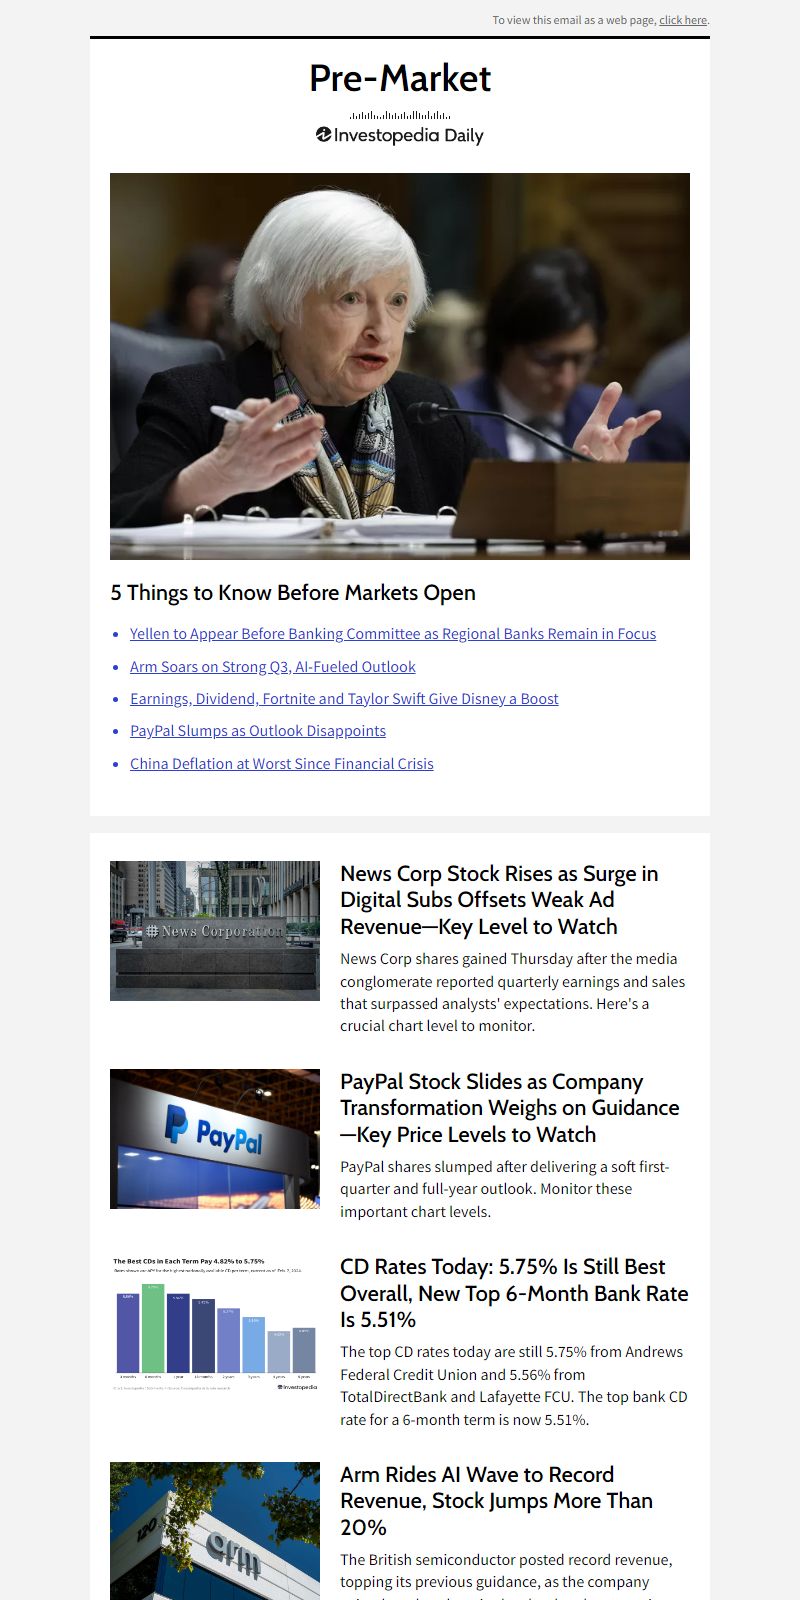 To view this email as a web page, click here.
Pre-Market
Investopedia Daily
5 Things to Know Before Markets Open
Yellen to Appear Before Banking Committee as Regional Banks Remain in Focus
Arm Soars on Strong Q3, AI-Fueled Outlook
Earnings, Dividend, Fortnite and Taylor Swift Give Disney a Boost
PayPal Slumps as Outlook Disappoints
China Deflation at Worst Since Financial Crisis
News Corporation
News Corp Stock Rises as Surge in
Digital Subs Offsets Weak Ad
Revenue—Key Level to Watch
News Corp shares gained Thursday after the media
conglomerate reported quarterly earnings and sales
that surpassed analysts' expectations. Here's a
crucial chart level to monitor.
PayPal
PayPal Stock Slides as Company
Transformation Weighs on Guidance
—Key Price Levels to Watch
PayPal shares slumped after delivering a soft first-
quarter and full-year outlook. Monitor these
important chart levels.
The Best CDs in Each Term Pay 4.82% to 5.75%
Investopedia
CD Rates Today: 5.75% Is Still Best
Overall, New Top 6-Month Bank Rate
Is 5.51%
The top CD rates today are still 5.75% from Andrews
Federal Credit Union and 5.56% from
TotalDirectBank and Lafayette FCU. The top bank CD
rate for a 6-month term is now 5.51%.
120
arm
Arm Rides AI Wave to Record
Revenue, Stock Jumps More Than
20%
The British semiconductor posted record revenue,
topping its previous guidance, as the company